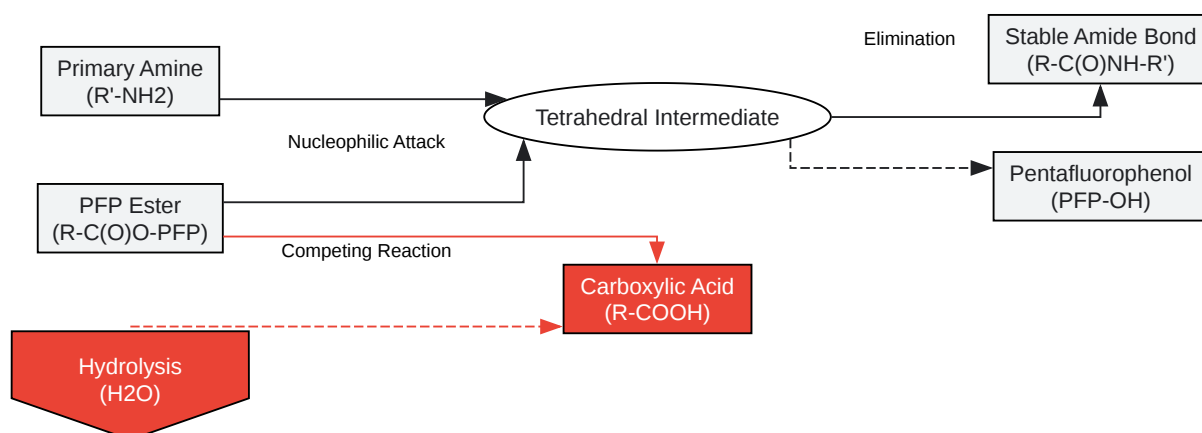 Elimination
Stable Amide Bond
(R-C(O)NH-R')
Primary Amine
(R'-NH2)
Tetrahedral Intermediate
Nucleophilic Attack
Pentafluorophenol
(PFP-OH)
PFP Ester
(R-C(O)O-PFP)
Competing Reaction
Carboxylic Acid
(R-COOH)
Hydrolysis
(H2O)